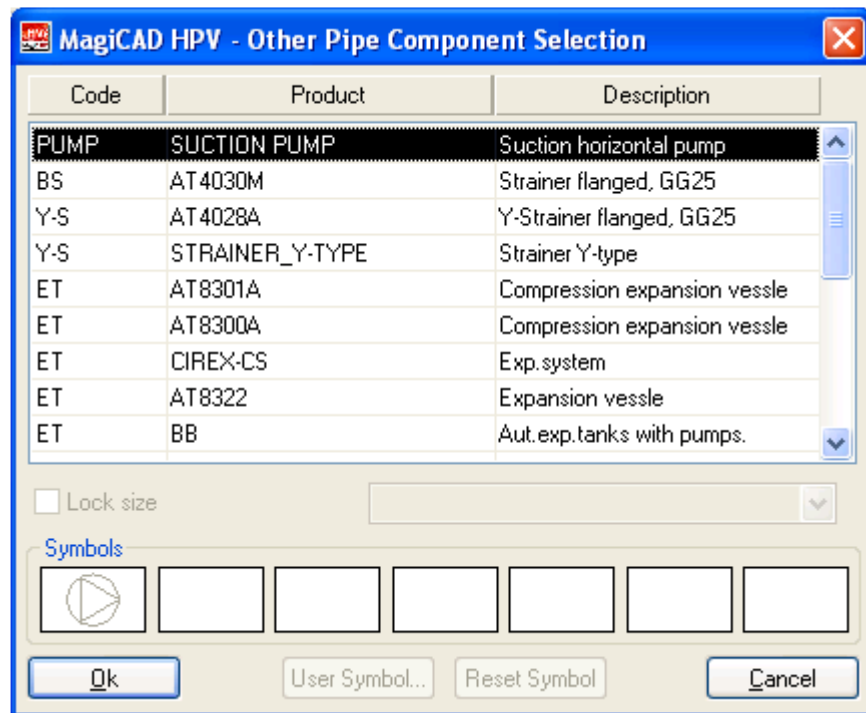 MagiCAD HPV - Other Pipe Component Selection
Code Product Description
PUMP SUCTION PUMP Suction horizontal pump
BS AT4030M Strainer flanged, GG25
Y-S AT4028A Y-Strainer flanged, GG25
Y-S STRAINER_Y-TYPE Strainer Y-type
ET AT8301A Compression expansion vessle
ET AT8300A Compression expansion vessle
ET CIREX-CS Exp.system
ET AT8322 Expansion vessle
ET BB Aut.exp.tanks with pumps.
Lock size
Symbols
Ok User Symbol... Reset Symbol Cancel